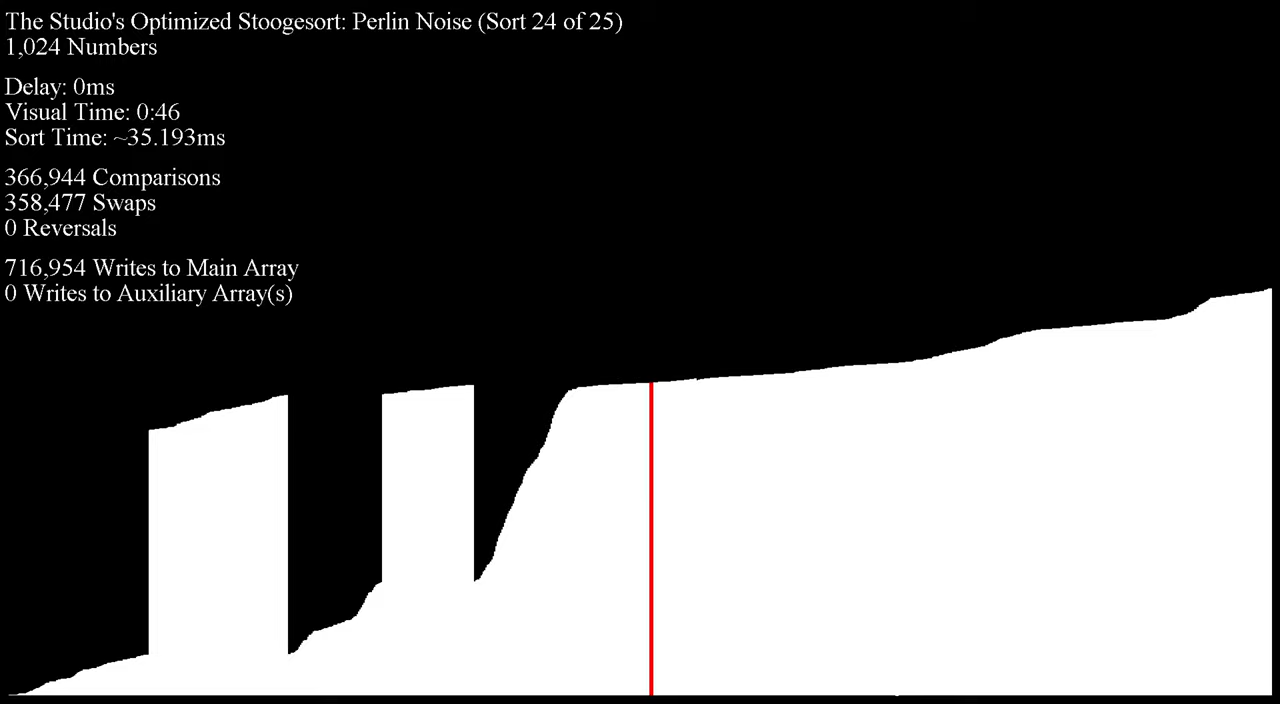 The Studio's Optimized Stoogesort: Perlin Noise (Sort 24 of 25)
1,024 Numbers
Delay: 0ms
Visual Time: 0:46
Sort Time: ~35.193ms
366,944 Comparisons
358,477 Swaps
0 Reversals
716,954 Writes to Main Array
0 Writes to Auxiliary Array(s)